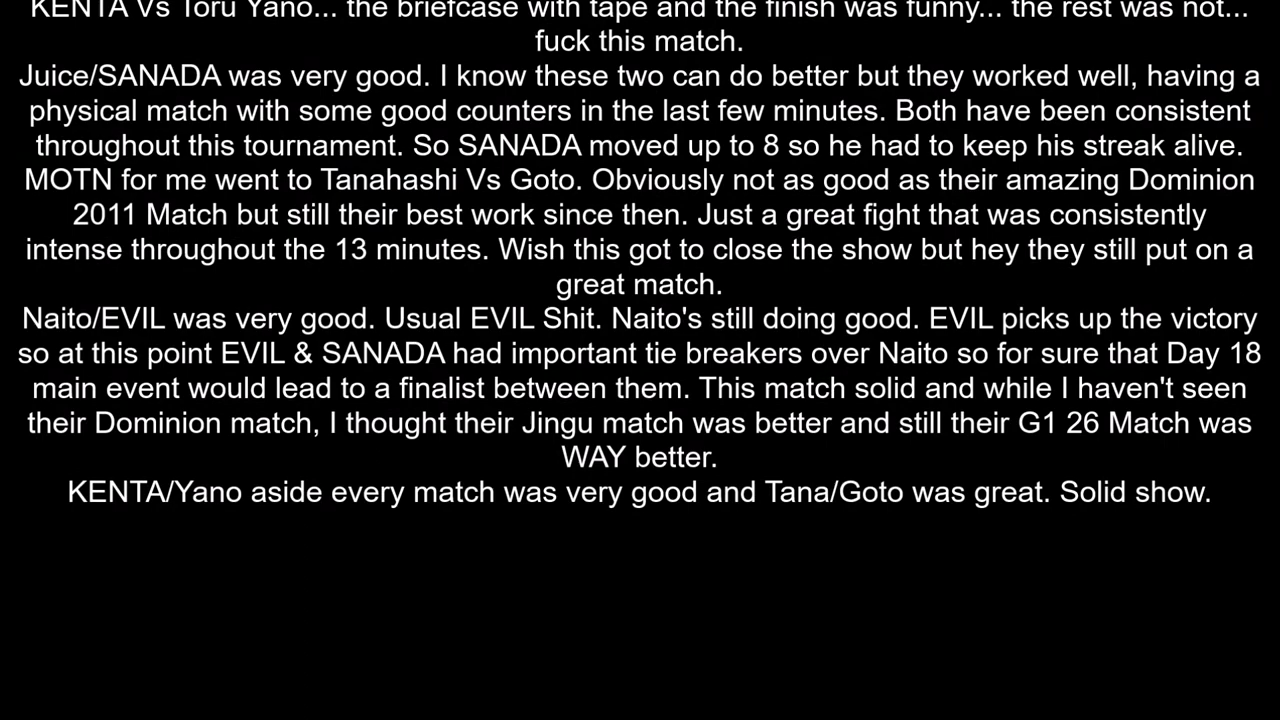 KENTA Vs Toru Yano... the briefcase with tape and the finish was funny... the rest was not...
fuck this match.
Juice/SANADA was very good. I know these two can do better but they worked well, having a
physical match with some good counters in the last few minutes. Both have been consistent
throughout this tournament. So SANADA moved up to 8 so he had to keep his streak alive.
MOTN for me went to Tanahashi Vs Goto. Obviously not as good as their amazing Dominion
2011 Match but still their best work since then. Just a great fight that was consistently
intense throughout the 13 minutes. Wish this got to close the show but hey they still put on a
great match.
Naito/EVIL was very good. Usual EVIL Shit. Naito's still doing good. EVIL picks up the victory
so at this point EVIL & SANADA had important tie breakers over Naito so for sure that Day 18
main event would lead to a finalist between them. This match solid and while I haven't seen
their Dominion match, I thought their Jingu match was better and still their G1 26 Match was
WAY better.
KENTA/Yano aside every match was very good and Tana/Goto was great. Solid show.